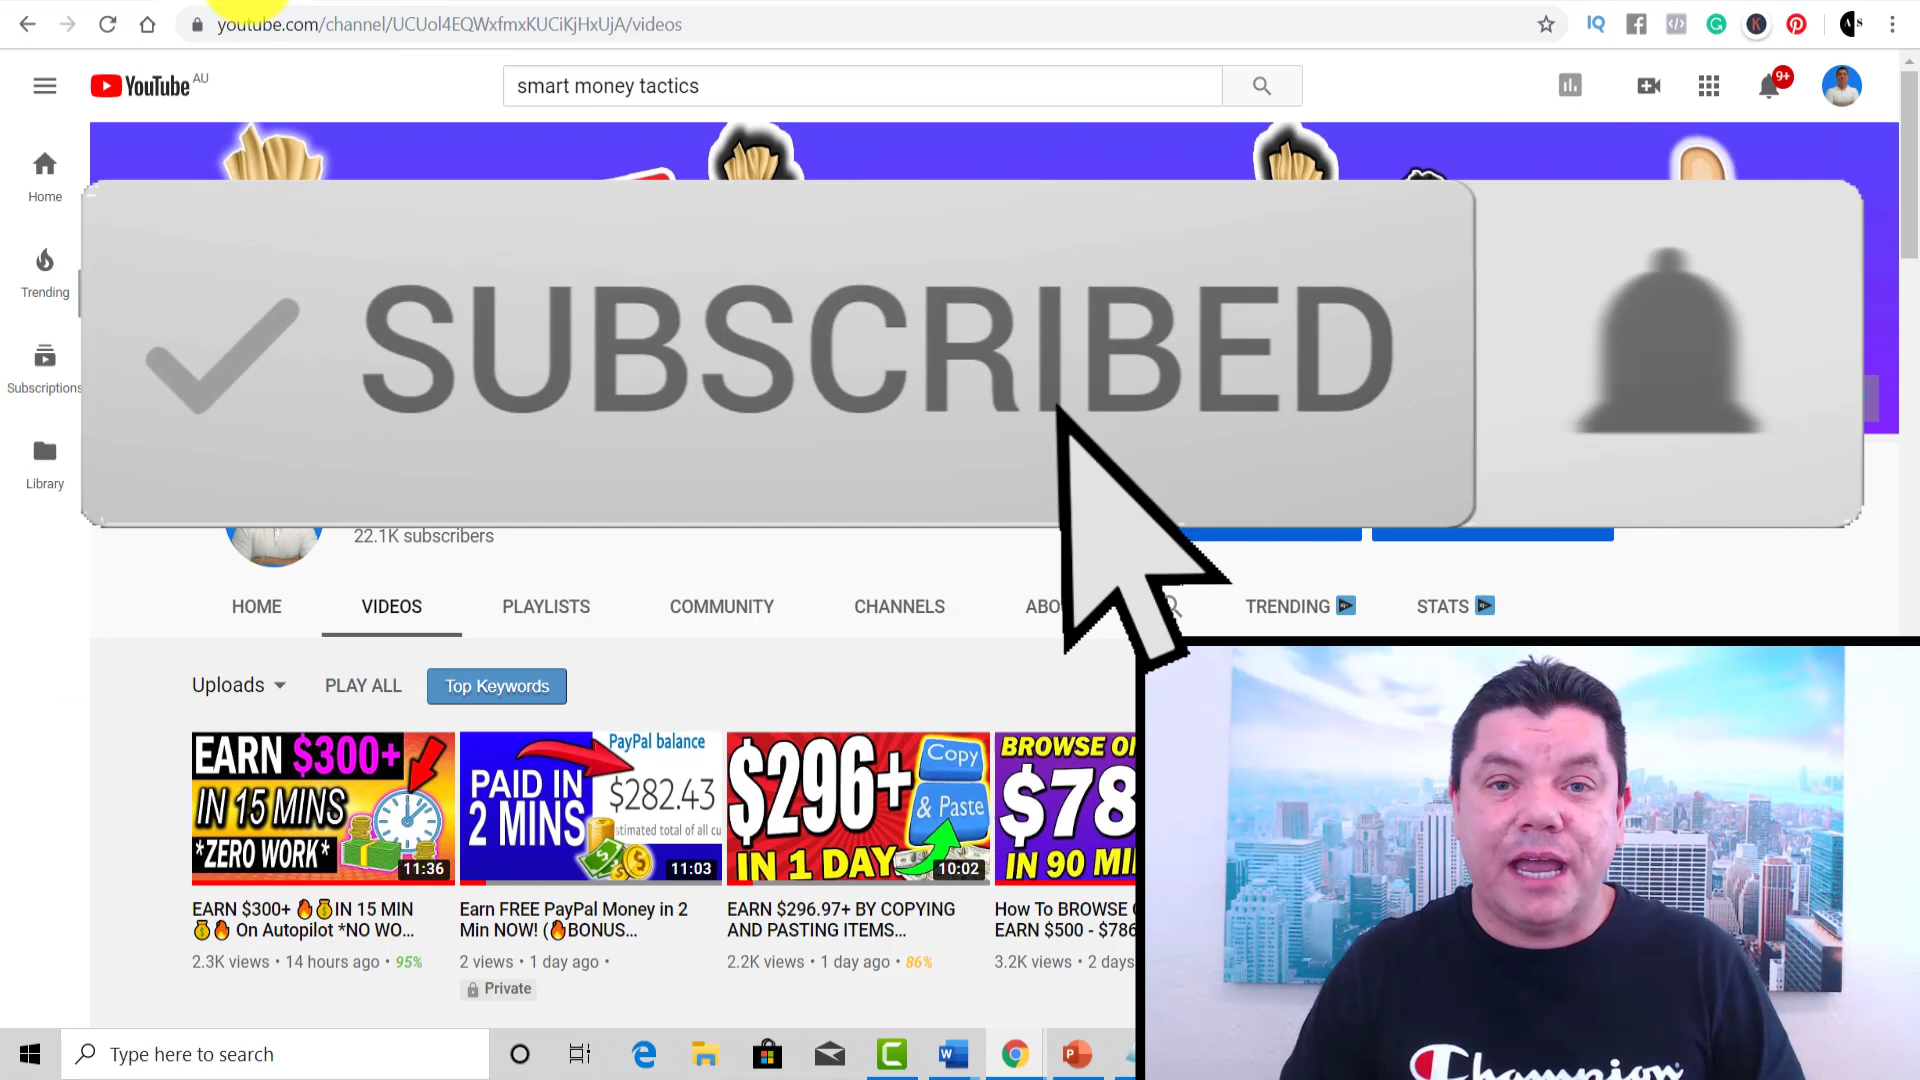 youtube.com/channel/UCUol4EQWxfmxKUCiKjHxUjA/videos
YouTube AU
smart money tactics
9+
Home
Trending
Subscriptions
Library
SUBSCRIBED
22.1K subscribers
HOME
VIDEOS
PLAYLISTS
COMMUNITY
CHANNELS
TRENDING
STATS
Uploads
PLAY ALL
Top Keywords
EARN $300+
IN 15 MINS
*ZERO WORK*
11:36
PAID IN
2 MINS
PayPal balance
$282.43
11:03
$296+
IN 1 DAY
Copy
& Paste
10:02
EARN $300+ 🔥💰IN 15 MIN
💰🔥 On Autopilot *NO WO...
2.3K views • 14 hours ago • 95%
Earn FREE PayPal Money in 2
Min NOW! (🔥BONUS...
2 views • 1 day ago •
Private
EARN $296.97+ BY COPYING
AND PASTING ITEMS...
2.2K views • 1 day ago • 86%
How To BROWSE
EARN $500 - $786
3.2K views • 2 days
Type here to search
Champion